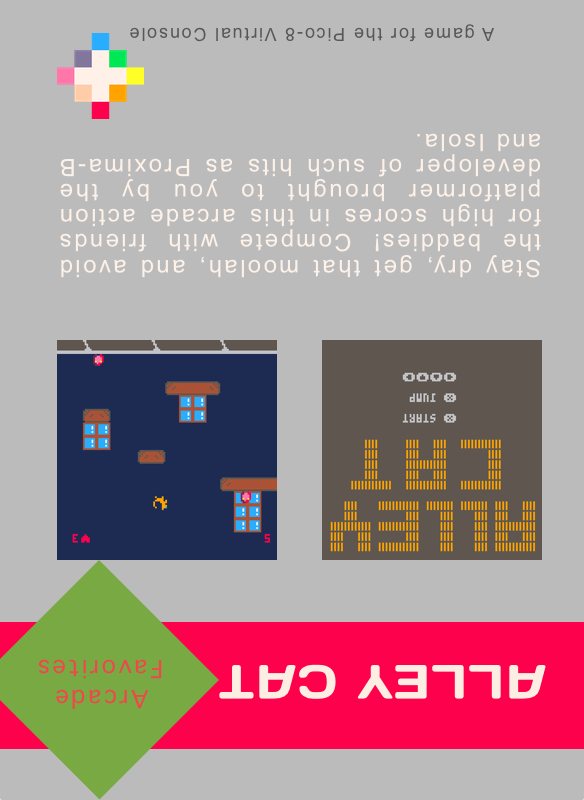 ALLEY CAT
Arcade
Favorites
ALLEY
CAT
START
JUMP
5
♥3
Stay dry, get that moolah, and avoid
the baddies! Compete with friends
for high scores in this arcade action
platformer brought to you by the
developer of such hits as Proxima-B
and Isola.
A game for the Pico-8 Virtual Console